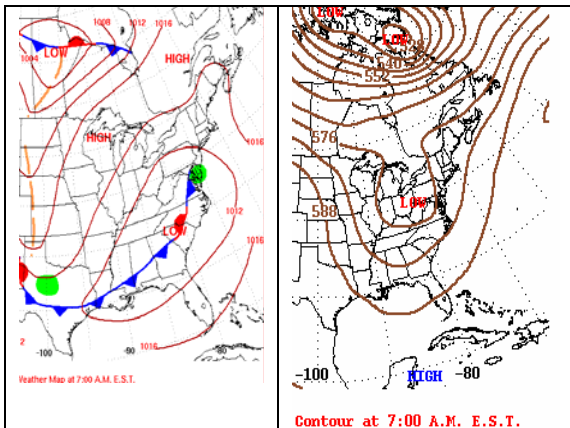 1008
1012
1016
LOW
1004
HIGH
HIGH
1016
1012
LOW
1016
2
1016
-100
-90
-80
Weather Map at 7:00 A.M. E.S.T.
LOW
LOW
540
552
576
588
LOW
-100
HIGH
-80
Contour at 7:00 A.M. E.S.T.